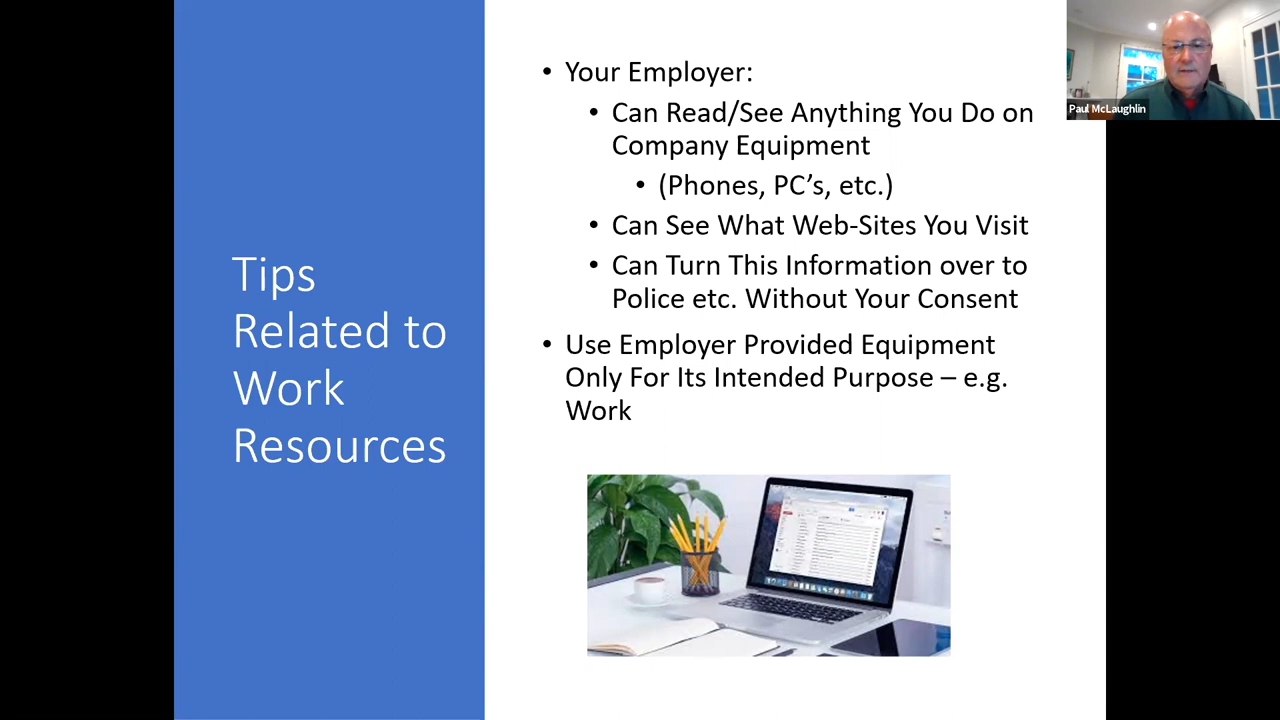 Tips
Related to
Work
Resources
• Your Employer:
• Can Read/See Anything You Do on
Company Equipment
• (Phones, PC’s, etc.)
• Can See What Web-Sites You Visit
• Can Turn This Information over to
Police etc. Without Your Consent
• Use Employer Provided Equipment
Only For Its Intended Purpose – e.g.
Work
Paul McLaughlin